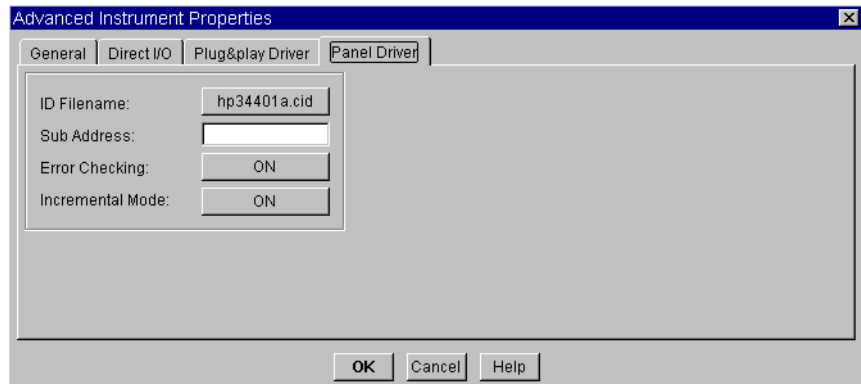 Advanced Instrument Properties
General Direct I/O Plug&play Driver Panel Driver
ID Filename: hp34401a.cid
Sub Address:
Error Checking: ON
Incremental Mode: ON
OK Cancel Help